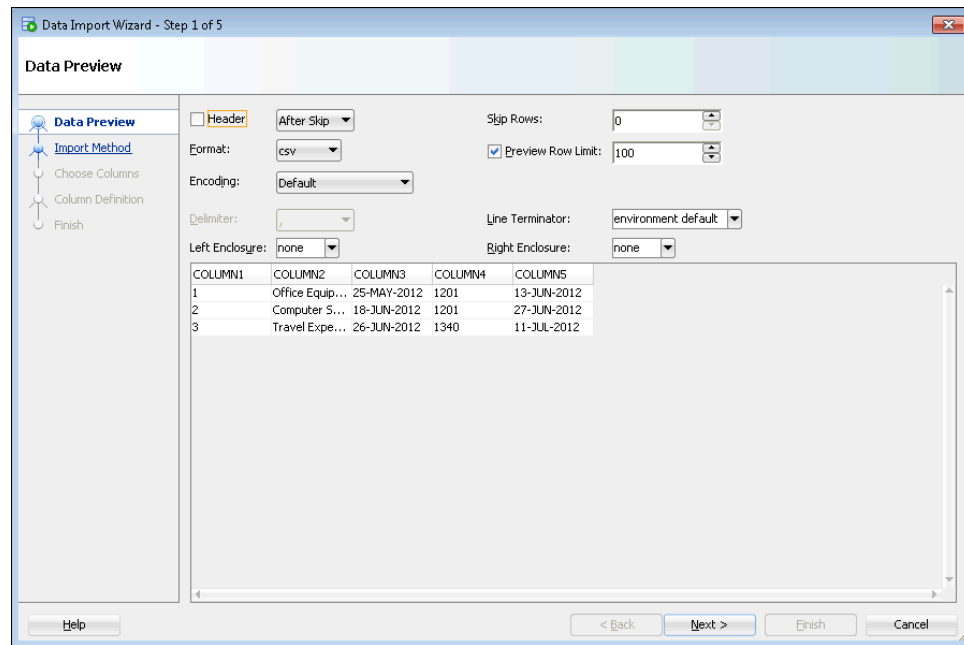 Data Import Wizard - Step 1 of 5
Data Preview
Data Preview
Import Method
Choose Columns
Column Definition
Finish
Header After Skip Skip Rows: 0
Format: csv Preview Row Limit: 100
Encoding: Default
Delimiter: , Line Terminator: environment default
Left Enclosure: none Right Enclosure: none
COLUMN1 COLUMN2 COLUMN3 COLUMN4 COLUMN5
1 Office Equip... 25-MAY-2012 1201 13-JUN-2012
2 Computer S... 18-JUN-2012 1201 27-JUN-2012
3 Travel Expe... 26-JUN-2012 1340 11-JUL-2012
Help < Back Next > Finish Cancel